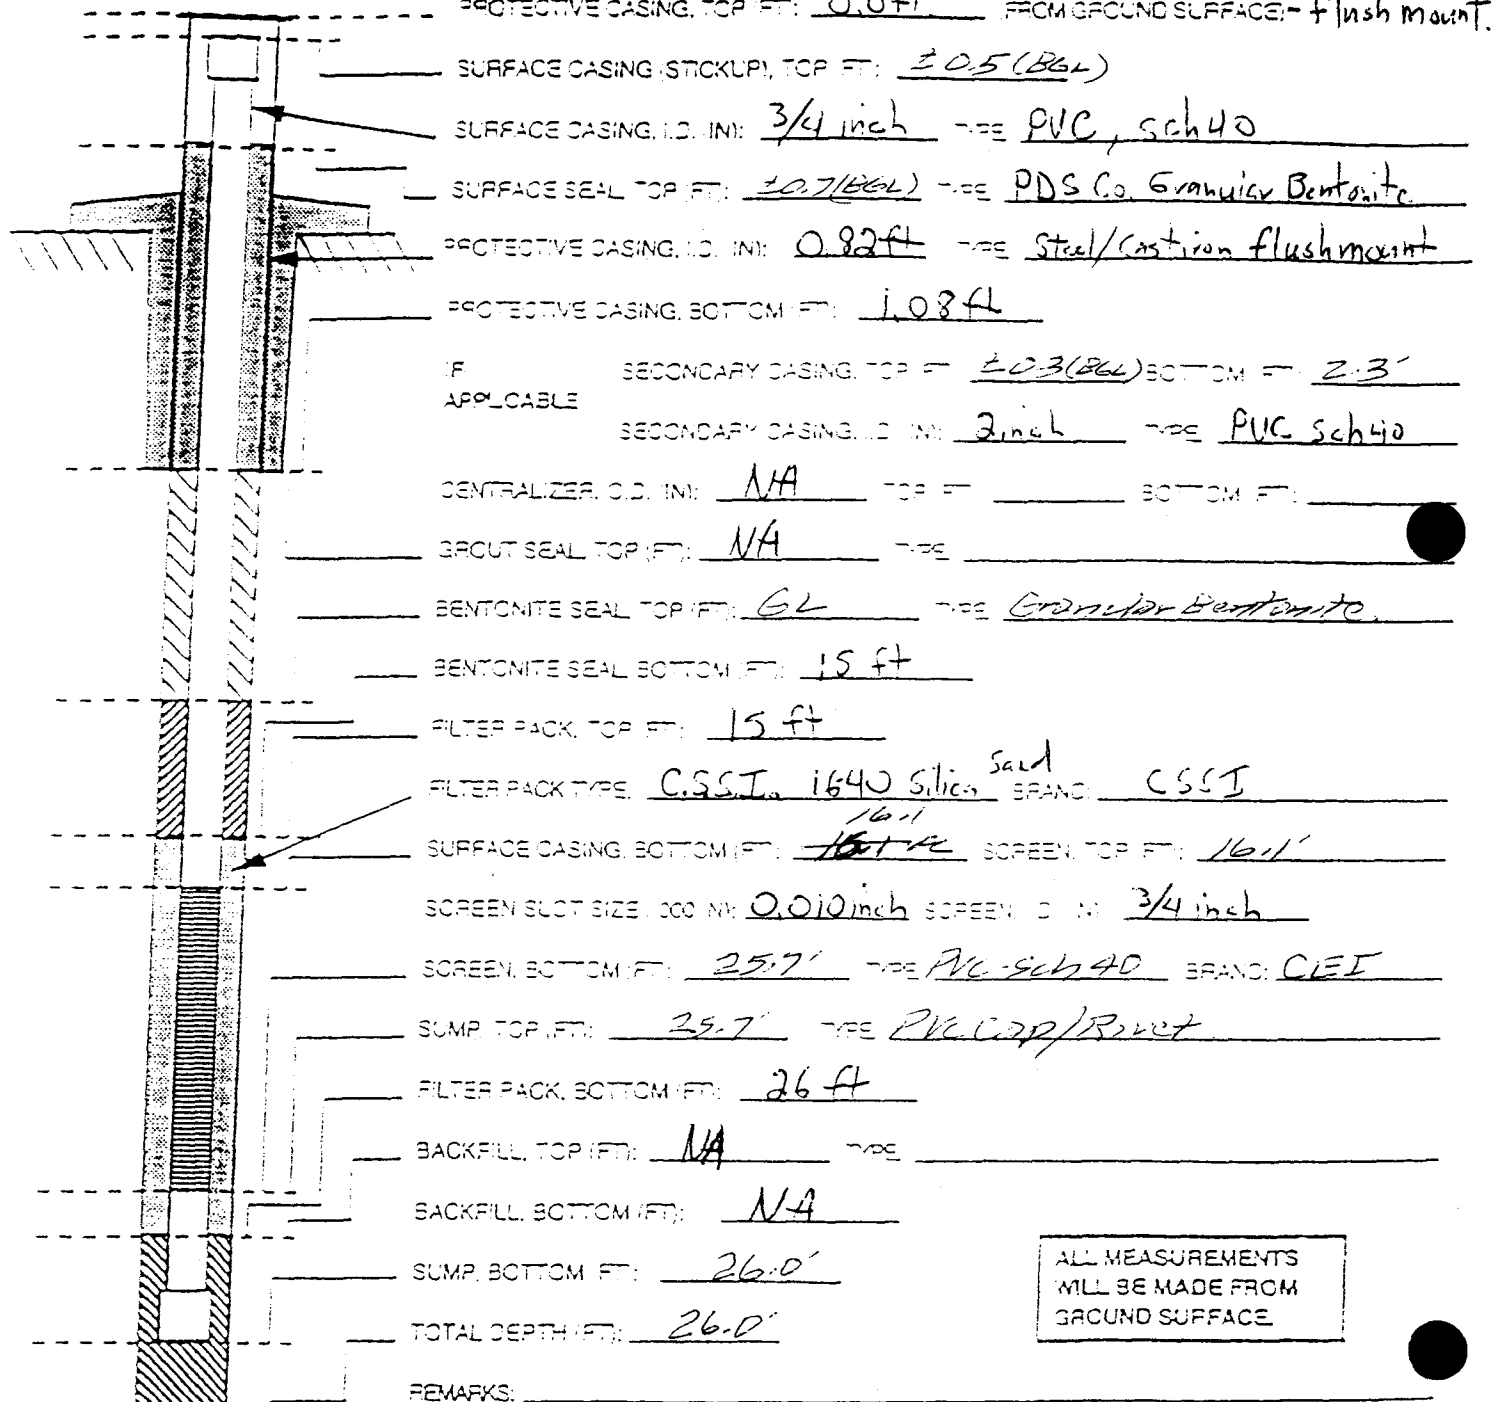 PROTECTIVE CASING, TOP (FT): 0.0 ft. FROM GROUND SURFACE - flush mount.
SURFACE CASING (STICKUP), TOP (FT): ±0.5 (BGL)
SURFACE CASING, I.D. (IN): 3/4 inch TYPE PVC, sch 40
SURFACE SEAL, TOP (FT): ±0.7 (BGL) TYPE PDS Co. Granular Bentonite
PROTECTIVE CASING, I.D. (IN): 0.82 ft TYPE Steel/Cast iron flushmount
PROTECTIVE CASING, BOTTOM (FT): 1.08 ft
IF APPLICABLE
SECONDARY CASING, TOP FT ±0.3 (BGL) BOTTOM FT: 2.3'
SECONDARY CASING, I.D. (IN) 2 inch TYPE PVC Sch 40
CENTRALIZER, O.D. (IN): NA TOP FT BOTTOM (FT):
GROUT SEAL, TOP (FT): NA TYPE
BENTONITE SEAL, TOP (FT): GL TYPE Granular Bentonite.
BENTONITE SEAL, BOTTOM (FT): 15 ft
FILTER PACK, TOP (FT): 15 ft
FILTER PACK TYPE: C.S.S.I. 1640 Silica Sand BRAND: CSSI
SURFACE CASING, BOTTOM (FT): 16.1 SCREEN, TOP (FT): 16.1'
SCREEN SLOT SIZE .000 IN): 0.010 inch SCREEN I.D. IN) 3/4 inch
SCREEN, BOTTOM (FT): 25.7' TYPE PVC-Sch 40 BRAND: CEI
SUMP, TOP (FT): 25.7' TYPE PVC Cap/Rivet
FILTER PACK, BOTTOM (FT): 26 ft
BACKFILL, TOP (FT): NA TYPE
BACKFILL, BOTTOM (FT): NA
SUMP, BOTTOM FT): 26.0'
TOTAL DEPTH (FT): 26.0'
REMARKS:
ALL MEASUREMENTS
WILL BE MADE FROM
GROUND SURFACE